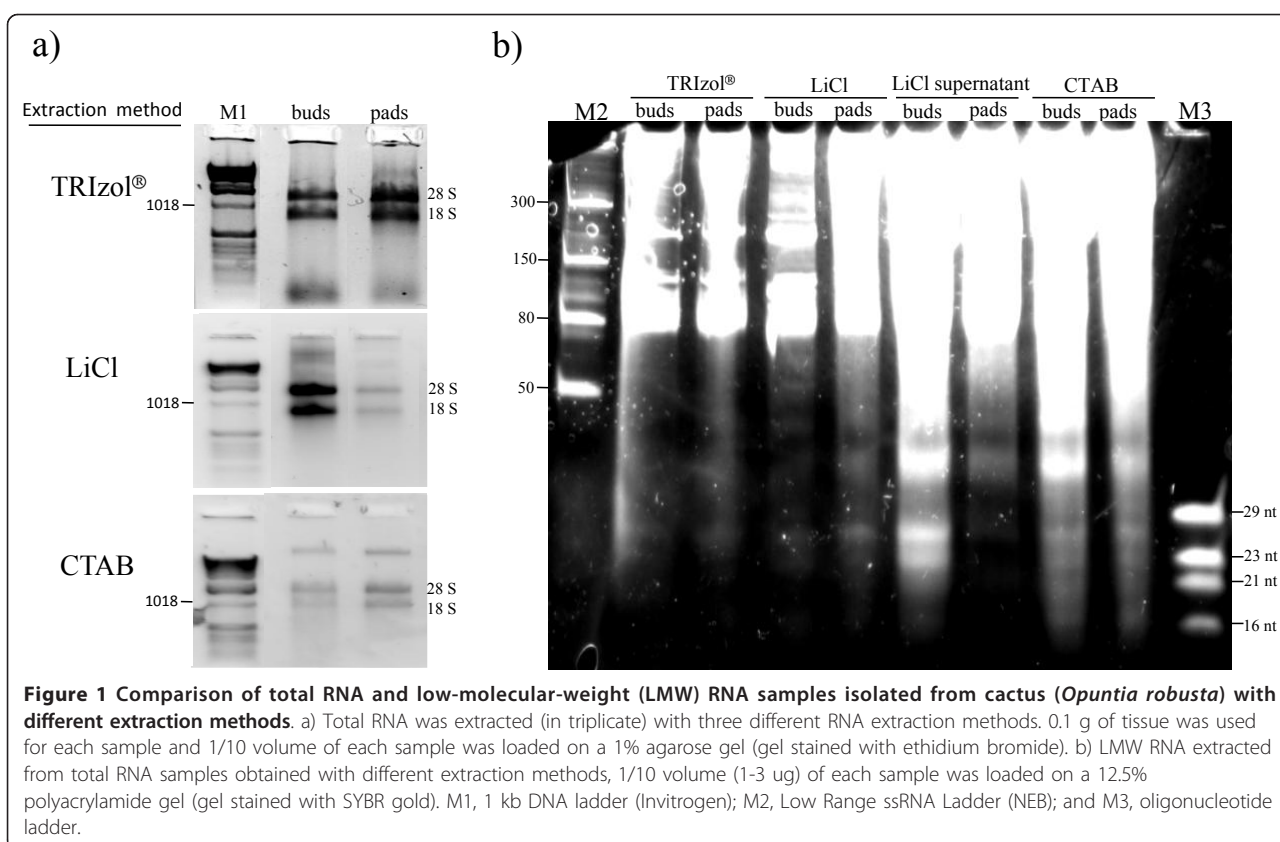 a)
Extraction method M1 buds pads
TRIzol®
1018
28 S
18 S
LiCl
1018
28 S
18 S
CTAB
1018
28 S
18 S
b)
TRIzol® LiCl LiCl supernatant CTAB
M2 buds pads buds pads buds pads buds pads M3
300
150
80
50
29 nt
23 nt
21 nt
16 nt
Figure 1 Comparison of total RNA and low-molecular-weight (LMW) RNA samples isolated from cactus (Opuntia robusta) with
different extraction methods. a) Total RNA was extracted (in triplicate) with three different RNA extraction methods. 0.1 g of tissue was used
for each sample and 1/10 volume of each sample was loaded on a 1% agarose gel (gel stained with ethidium bromide). b) LMW RNA extracted
from total RNA samples obtained with different extraction methods, 1/10 volume (1-3 ug) of each sample was loaded on a 12.5%
polyacrylamide gel (gel stained with SYBR gold). M1, 1 kb DNA ladder (Invitrogen); M2, Low Range ssRNA Ladder (NEB); and M3, oligonucleotide
ladder.